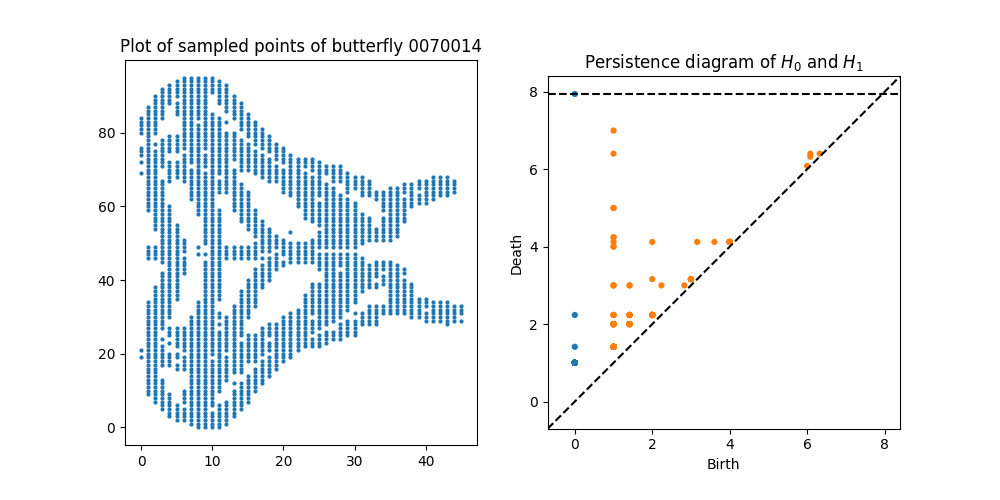 Plot of sampled points of butterfly 0070014
80
60
40
20
0
0 10 20 30 40
Persistence diagram of H₀ and H₁
8
6
4
2
0
Death
0 2 4 6 8
Birth